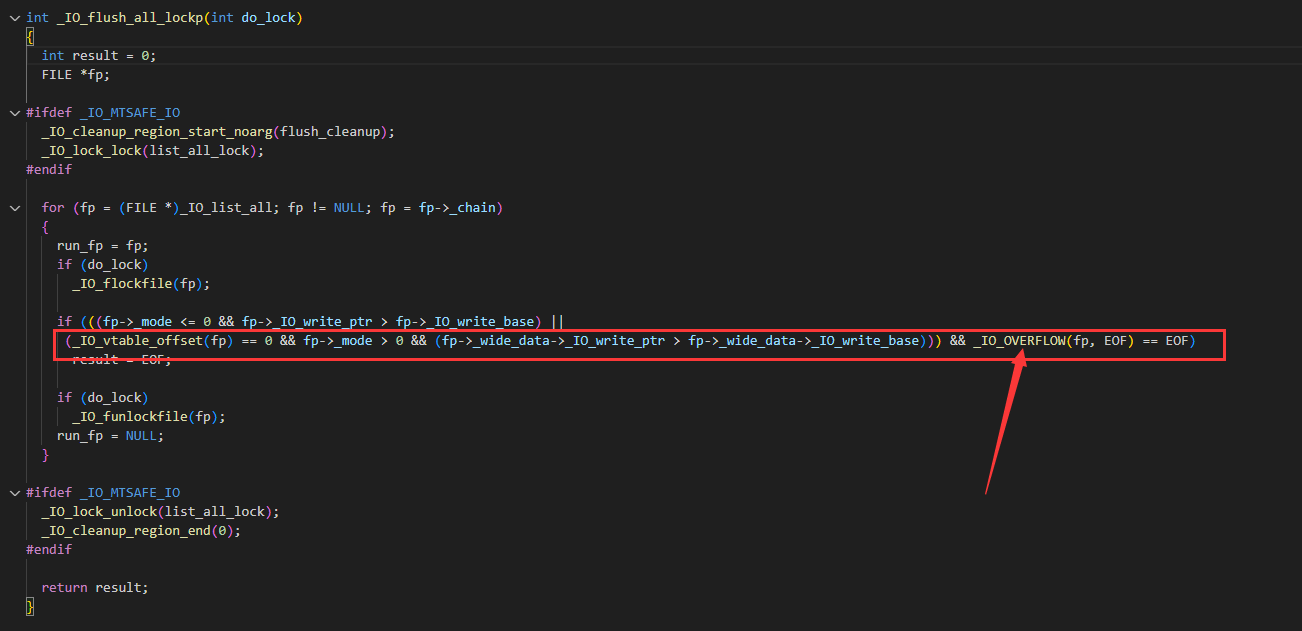 int _IO_flush_all_lockp(int do_lock)
{
int result = 0;
FILE *fp;
#ifdef _IO_MTSAFE_IO
_IO_cleanup_region_start_noarg(flush_cleanup);
_IO_lock_lock(list_all_lock);
#endif
for (fp = (FILE *)_IO_list_all; fp != NULL; fp = fp->_chain)
{
run_fp = fp;
if (do_lock)
_IO_flockfile(fp);
if (((fp->_mode <= 0 && fp->_IO_write_ptr > fp->_IO_write_base) ||
(_IO_vtable_offset(fp) == 0 && fp->_mode > 0 && (fp->_wide_data->_IO_write_ptr > fp->_wide_data->_IO_write_base))) && _IO_OVERFLOW(fp, EOF) == EOF)
result = EOF;
if (do_lock)
_IO_funlockfile(fp);
run_fp = NULL;
}
#ifdef _IO_MTSAFE_IO
_IO_lock_unlock(list_all_lock);
_IO_cleanup_region_end(0);
#endif
return result;
}